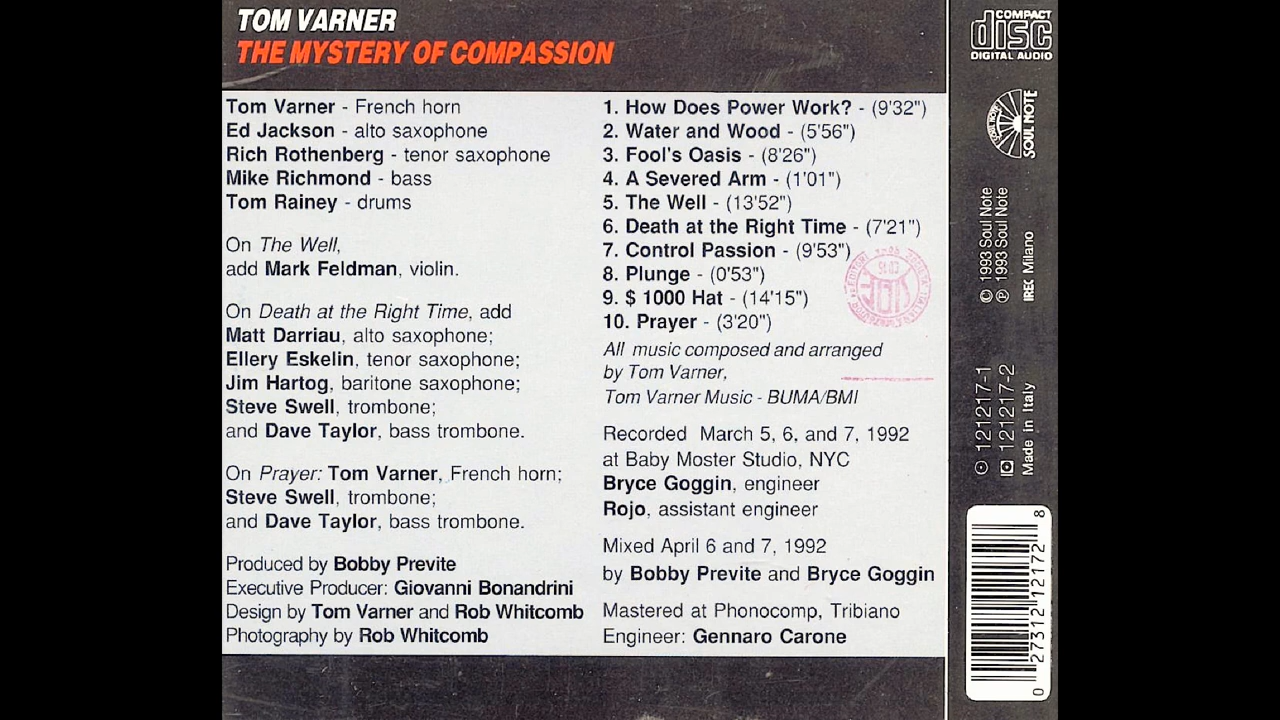 TOM VARNER
THE MYSTERY OF COMPASSION
Tom Varner - French horn
Ed Jackson - alto saxophone
Rich Rothenberg - tenor saxophone
Mike Richmond - bass
Tom Rainey - drums
On The Well,
add Mark Feldman, violin.
On Death at the Right Time, add
Matt Darriau, alto saxophone;
Ellery Eskelin, tenor saxophone;
Jim Hartog, baritone saxophone;
Steve Swell, trombone;
and Dave Taylor, bass trombone.
On Prayer: Tom Varner, French horn;
Steve Swell, trombone;
and Dave Taylor, bass trombone.
Produced by Bobby Previte
Executive Producer: Giovanni Bonandrini
Design by Tom Varner and Rob Whitcomb
Photography by Rob Whitcomb
1. How Does Power Work? - (9'32")
2. Water and Wood - (5'56")
3. Fool's Oasis - (8'26")
4. A Severed Arm - (1'01")
5. The Well - (13'52")
6. Death at the Right Time - (7'21")
7. Control Passion - (9'53")
8. Plunge - (0'53")
9. $ 1000 Hat - (14'15")
10. Prayer - (3'20")
All music composed and arranged
by Tom Varner,
Tom Varner Music - BUMA/BMI
Recorded March 5, 6, and 7, 1992
at Baby Moster Studio, NYC
Bryce Goggin, engineer
Rojo, assistant engineer
Mixed April 6 and 7, 1992
by Bobby Previte and Bryce Goggin
Mastered at Phonocomp, Tribiano
Engineer: Gennaro Carone
COMPACT
disc
DIGITAL AUDIO
SOUL NOTE
SOUL NOTE
© 1993 Soul Note
℗ 1993 Soul Note
IREC Milano
121217-1
121217-2
Made in Italy
0 27312 12172 8